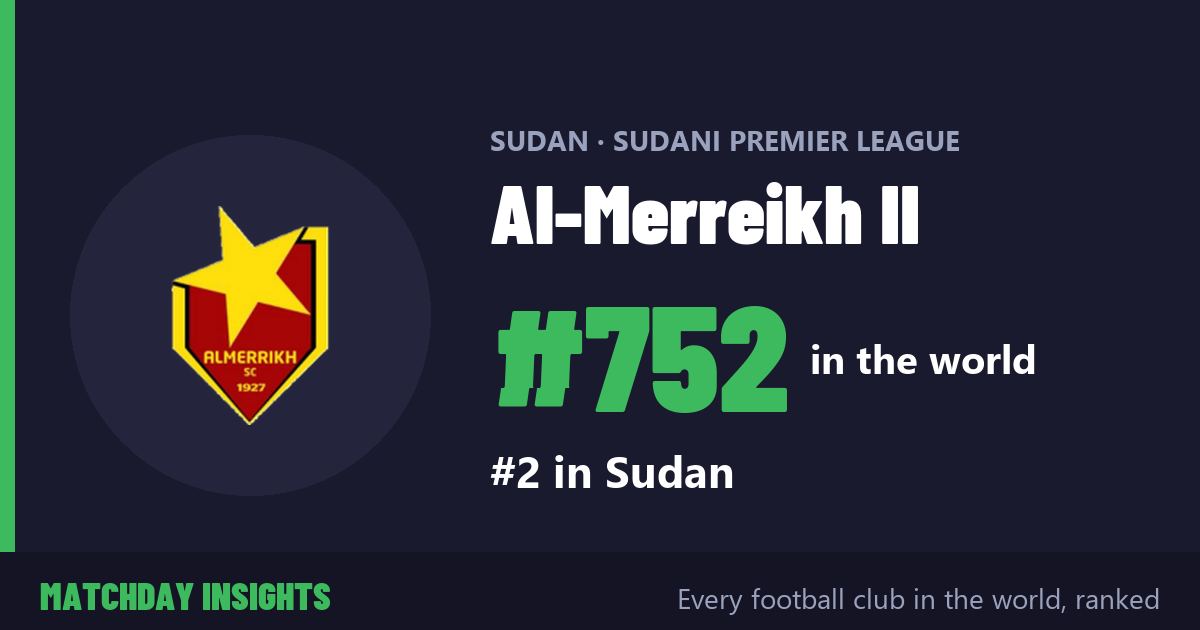 SUDAN · SUDANI PREMIER LEAGUE
Al-Merreikh II
#752 in the world
#2 in Sudan
ALMERRIKH
SC
1927
MATCHDAY INSIGHTS
Every football club in the world, ranked